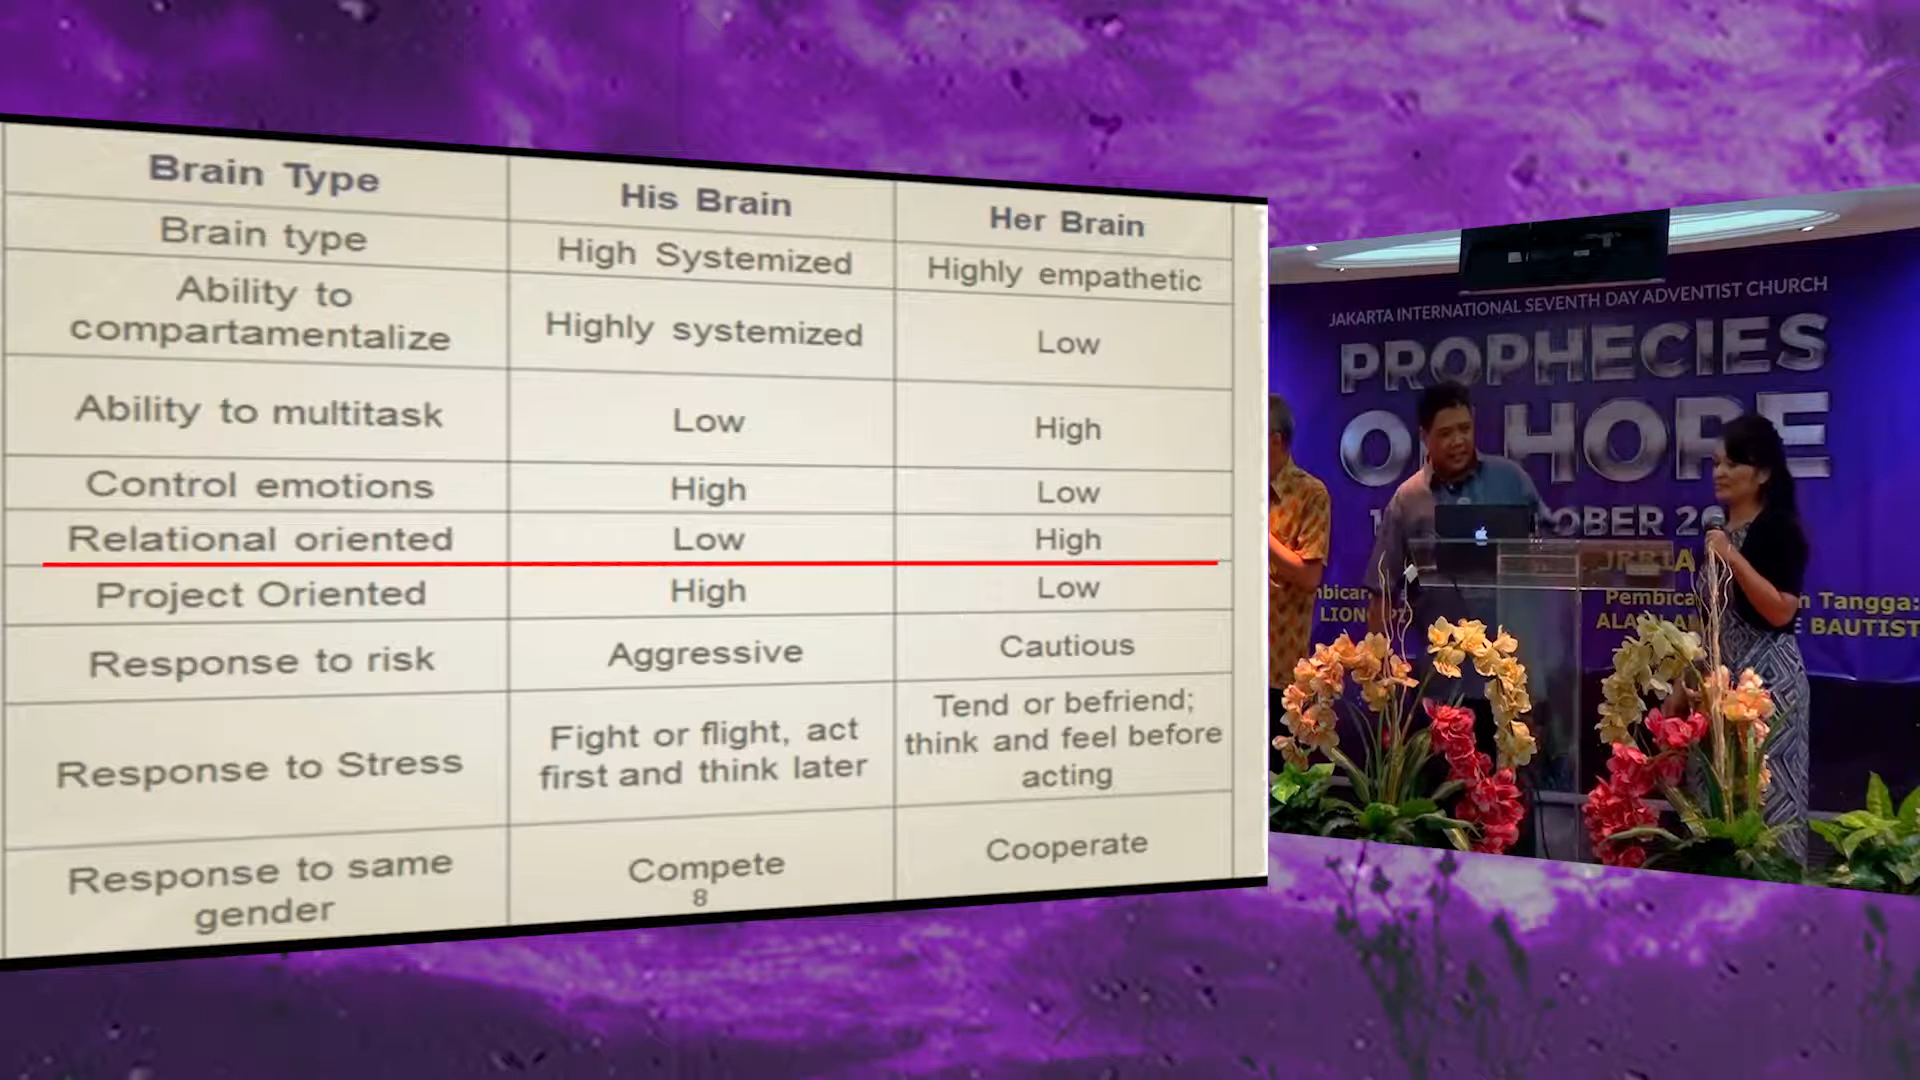 Brain Type
His Brain
Her Brain
Brain type
High Systemized
Highly empathetic
Ability to
compartamentalize
Highly systemized
Low
Ability to multitask
Low
High
Control emotions
High
Low
Relational oriented
Low
High
Project Oriented
High
Low
Response to risk
Aggressive
Cautious
Response to Stress
Fight or flight, act
first and think later
Tend or befriend;
think and feel before
acting
Response to same
gender
Compete
Cooperate
8
JAKARTA INTERNATIONAL SEVENTH DAY ADVENTIST CHURCH
PROPHECIES
HOPE
Tangga:
BAUTIST